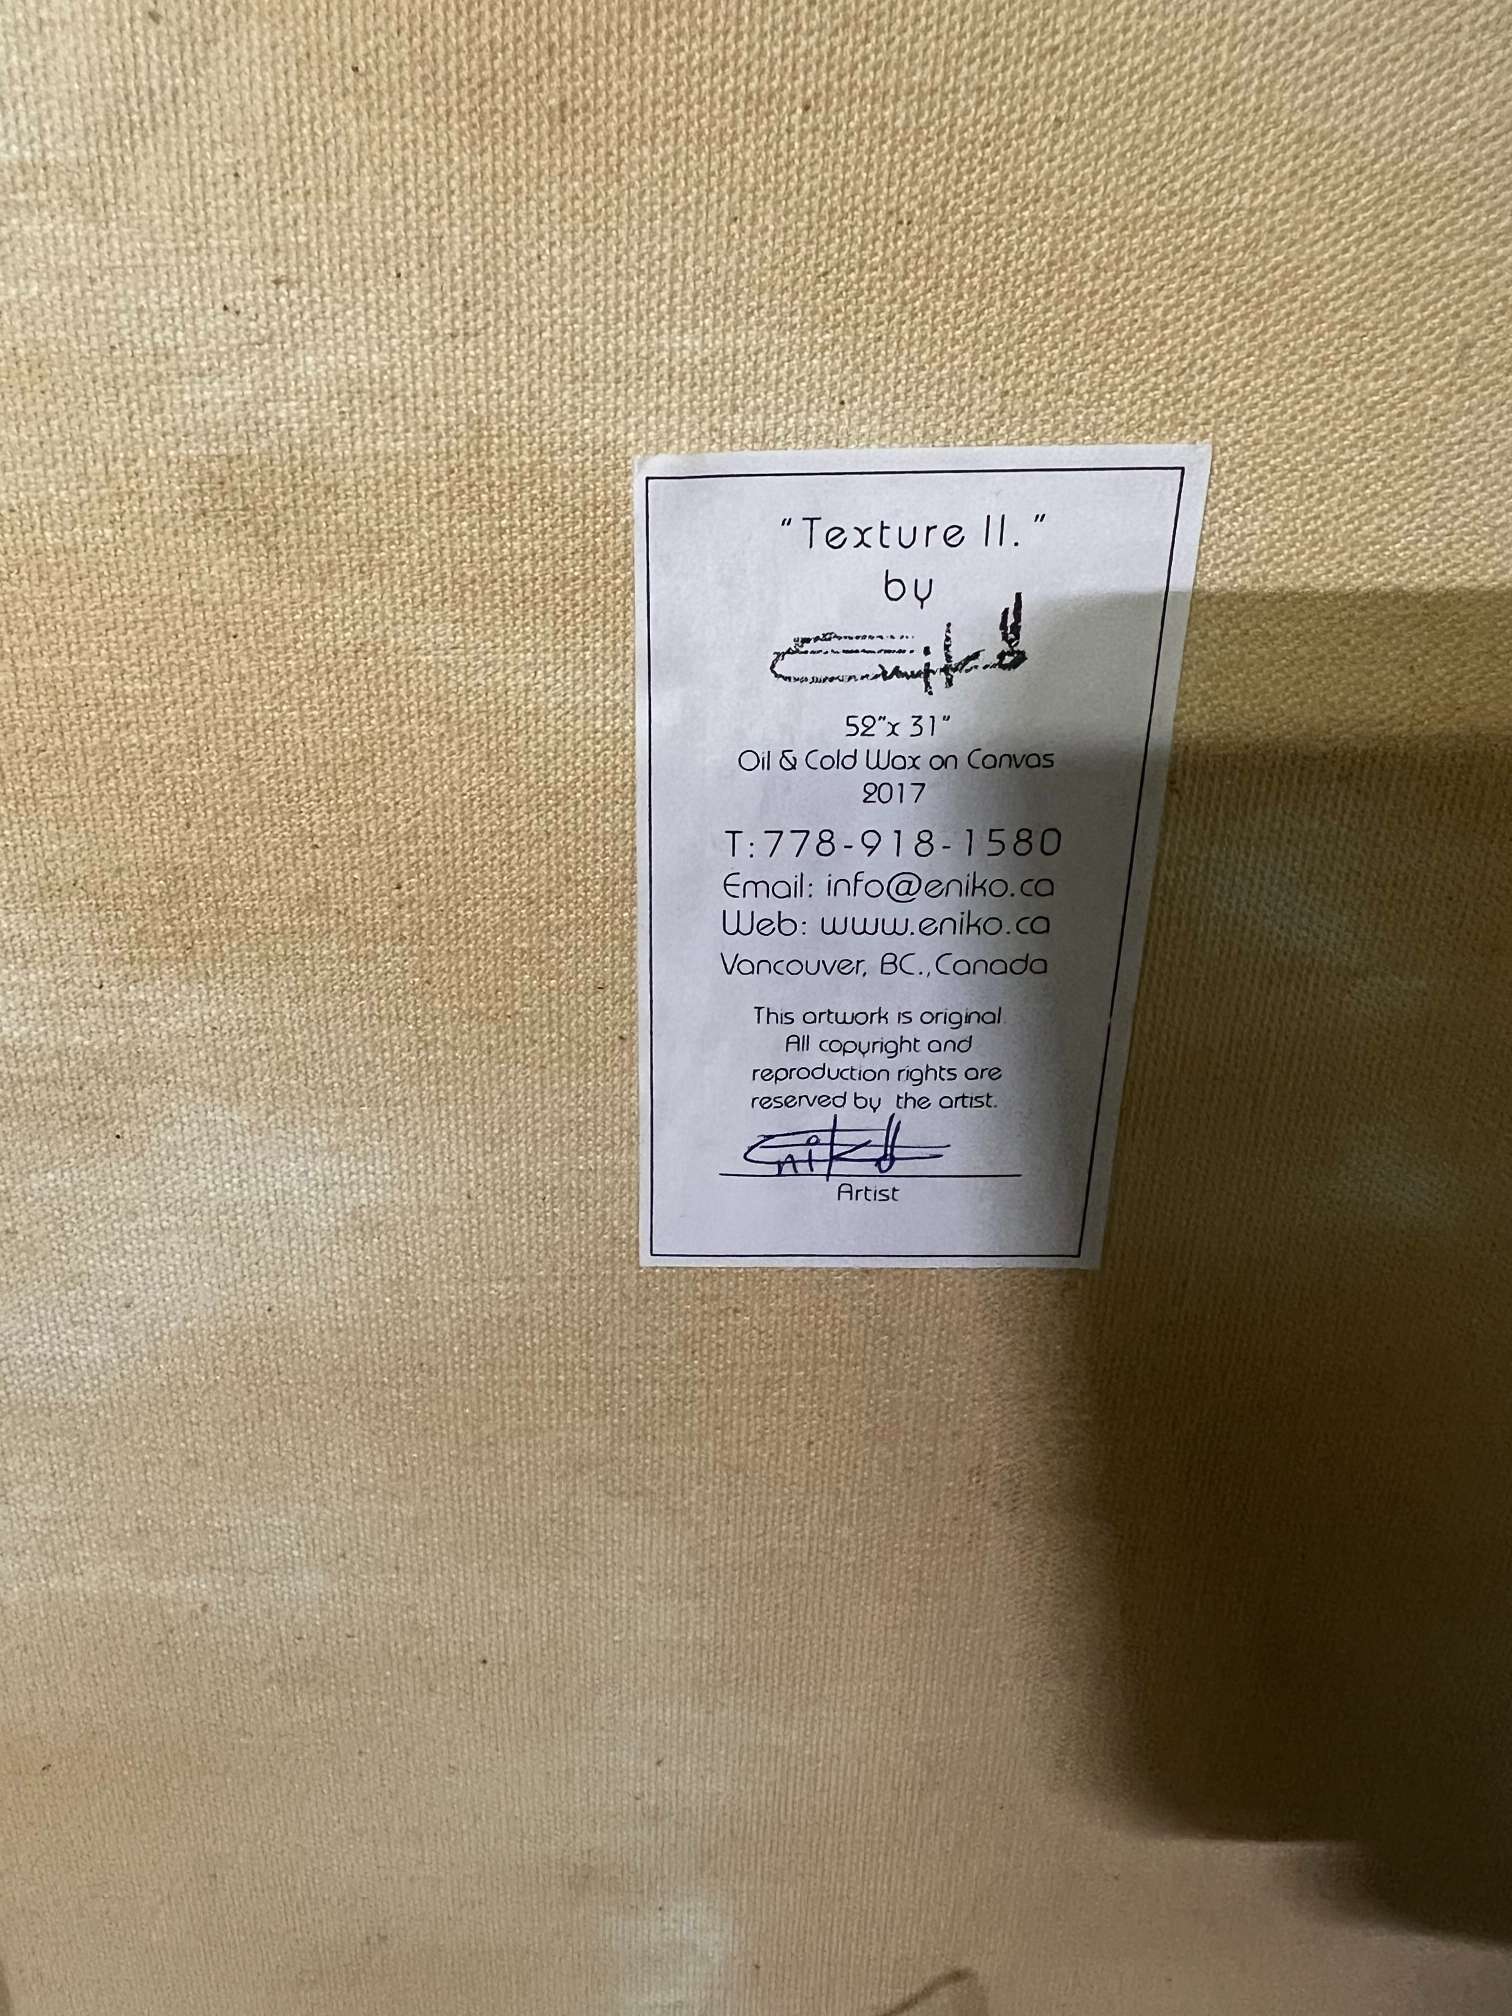 "Texture II."
by
Enikő
52"x 31"
Oil & Cold Wax on Canvas
2017
T:778-918-1580
Email: info@eniko.ca
Web: www.eniko.ca
Vancouver, BC.,Canada
This artwork is original.
All copyright and
reproduction rights are
reserved by the artist.
Enikő
Artist